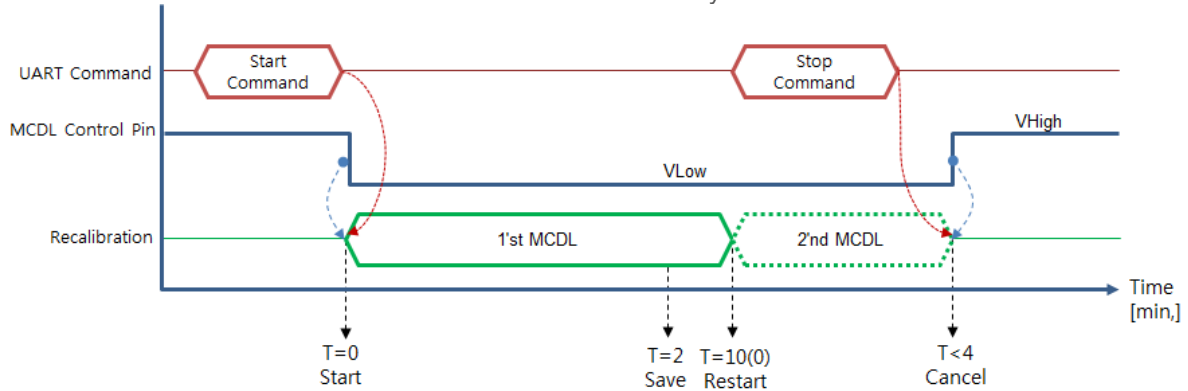 Start
Command
Stop
Command
UART Command
MCDL Control Pin
VHigh
VLow
Recalibration
1'st MCDL
2'nd MCDL
Time
[min,]
T=0
Start
T=2
Save
T=10(0)
Restart
T<4
Cancel